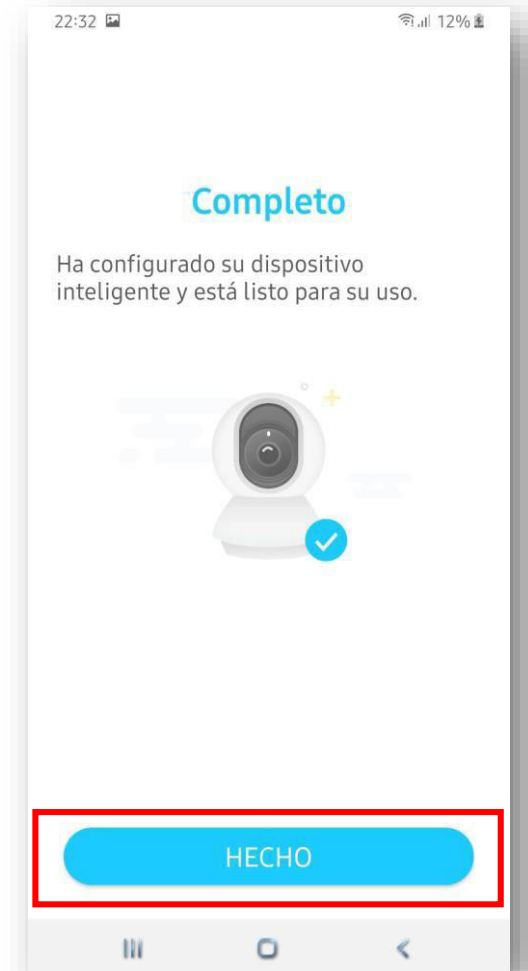 22:32
12%
Completo
Ha configurado su dispositivo
inteligente y está listo para su uso.
HECHO